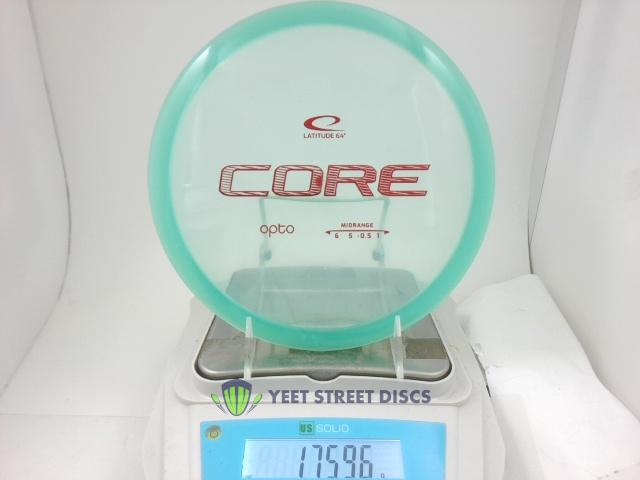 LATITUDE 64°
CORE
opto
MIDRANGE
6 5 -0.5 1
YEET STREET DISCS
US SOLID
175.96 g